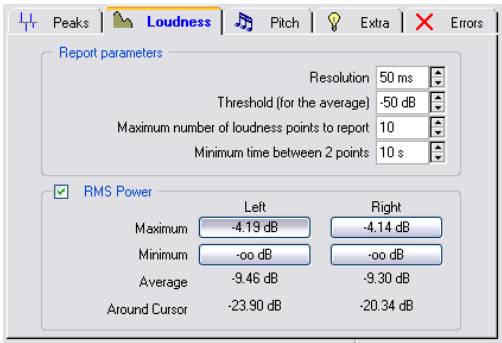 Peaks Loudness Pitch Extra Errors
Report parameters
Resolution 50 ms
Threshold (for the average) -50 dB
Maximum number of loudness points to report 10
Minimum time between 2 points 10 s
RMS Power
Left Right
Maximum -4.19 dB -4.14 dB
Minimum -oo dB -oo dB
Average -9.46 dB -9.30 dB
Around Cursor -23.90 dB -20.34 dB